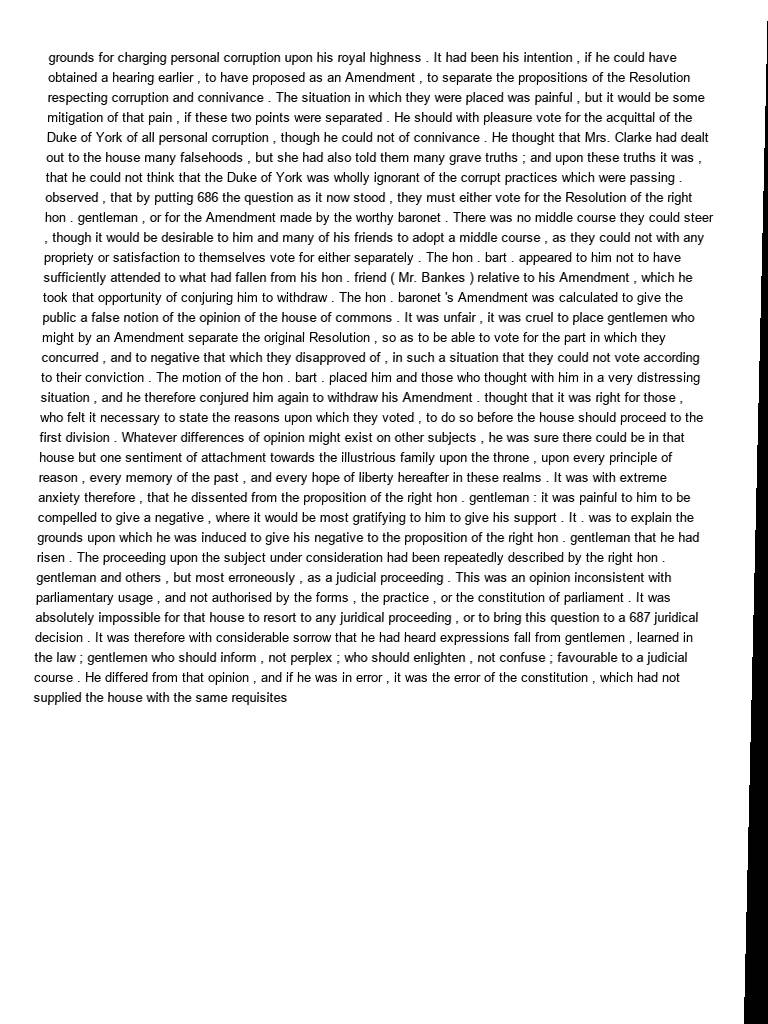 grounds for charging personal corruption upon his royal highness . It had been his intention , if he could have
obtained a hearing earlier , to have proposed as an Amendment , to separate the propositions of the Resolution
respecting corruption and connivance . The situation in which they were placed was painful , but it would be some
mitigation of that pain , if these two points were separated . He should with pleasure vote for the acquittal of the
Duke of York of all personal corruption , though he could not of connivance . He thought that Mrs. Clarke had dealt
out to the house many falsehoods , but she had also told them many grave truths ; and upon these truths it was ,
that he could not think that the Duke of York was wholly ignorant of the corrupt practices which were passing .
observed , that by putting 686 the question as it now stood , they must either vote for the Resolution of the right
hon . gentleman , or for the Amendment made by the worthy baronet . There was no middle course they could steer
, though it would be desirable to him and many of his friends to adopt a middle course , as they could not with any
propriety or satisfaction to themselves vote for either separately . The hon . bart . appeared to him not to have
sufficiently attended to what had fallen from his hon . friend ( Mr. Bankes ) relative to his Amendment , which he
took that opportunity of conjuring him to withdraw . The hon . baronet 's Amendment was calculated to give the
public a false notion of the opinion of the house of commons . It was unfair , it was cruel to place gentlemen who
might by an Amendment separate the original Resolution , so as to be able to vote for the part in which they
concurred , and to negative that which they disapproved of , in such a situation that they could not vote according
to their conviction . The motion of the hon . bart . placed him and those who thought with him in a very distressing
situation , and he therefore conjured him again to withdraw his Amendment . thought that it was right for those ,
who felt it necessary to state the reasons upon which they voted , to do so before the house should proceed to the
first division . Whatever differences of opinion might exist on other subjects , he was sure there could be in that
house but one sentiment of attachment towards the illustrious family upon the throne , upon every principle of
reason , every memory of the past , and every hope of liberty hereafter in these realms . It was with extreme
anxiety therefore , that he dissented from the proposition of the right hon . gentleman : it was painful to him to be
compelled to give a negative , where it would be most gratifying to him to give his support . It . was to explain the
grounds upon which he was induced to give his negative to the proposition of the right hon . gentleman that he had
risen . The proceeding upon the subject under consideration had been repeatedly described by the right hon .
gentleman and others , but most erroneously , as a judicial proceeding . This was an opinion inconsistent with
parliamentary usage , and not authorised by the forms , the practice , or the constitution of parliament . It was
absolutely impossible for that house to resort to any juridical proceeding , or to bring this question to a 687 juridical
decision . It was therefore with considerable sorrow that he had heard expressions fall from gentlemen , learned in
the law ; gentlemen who should inform , not perplex ; who should enlighten , not confuse ; favourable to a judicial
course . He differed from that opinion , and if he was in error , it was the error of the constitution , which had not
supplied the house with the same requisites